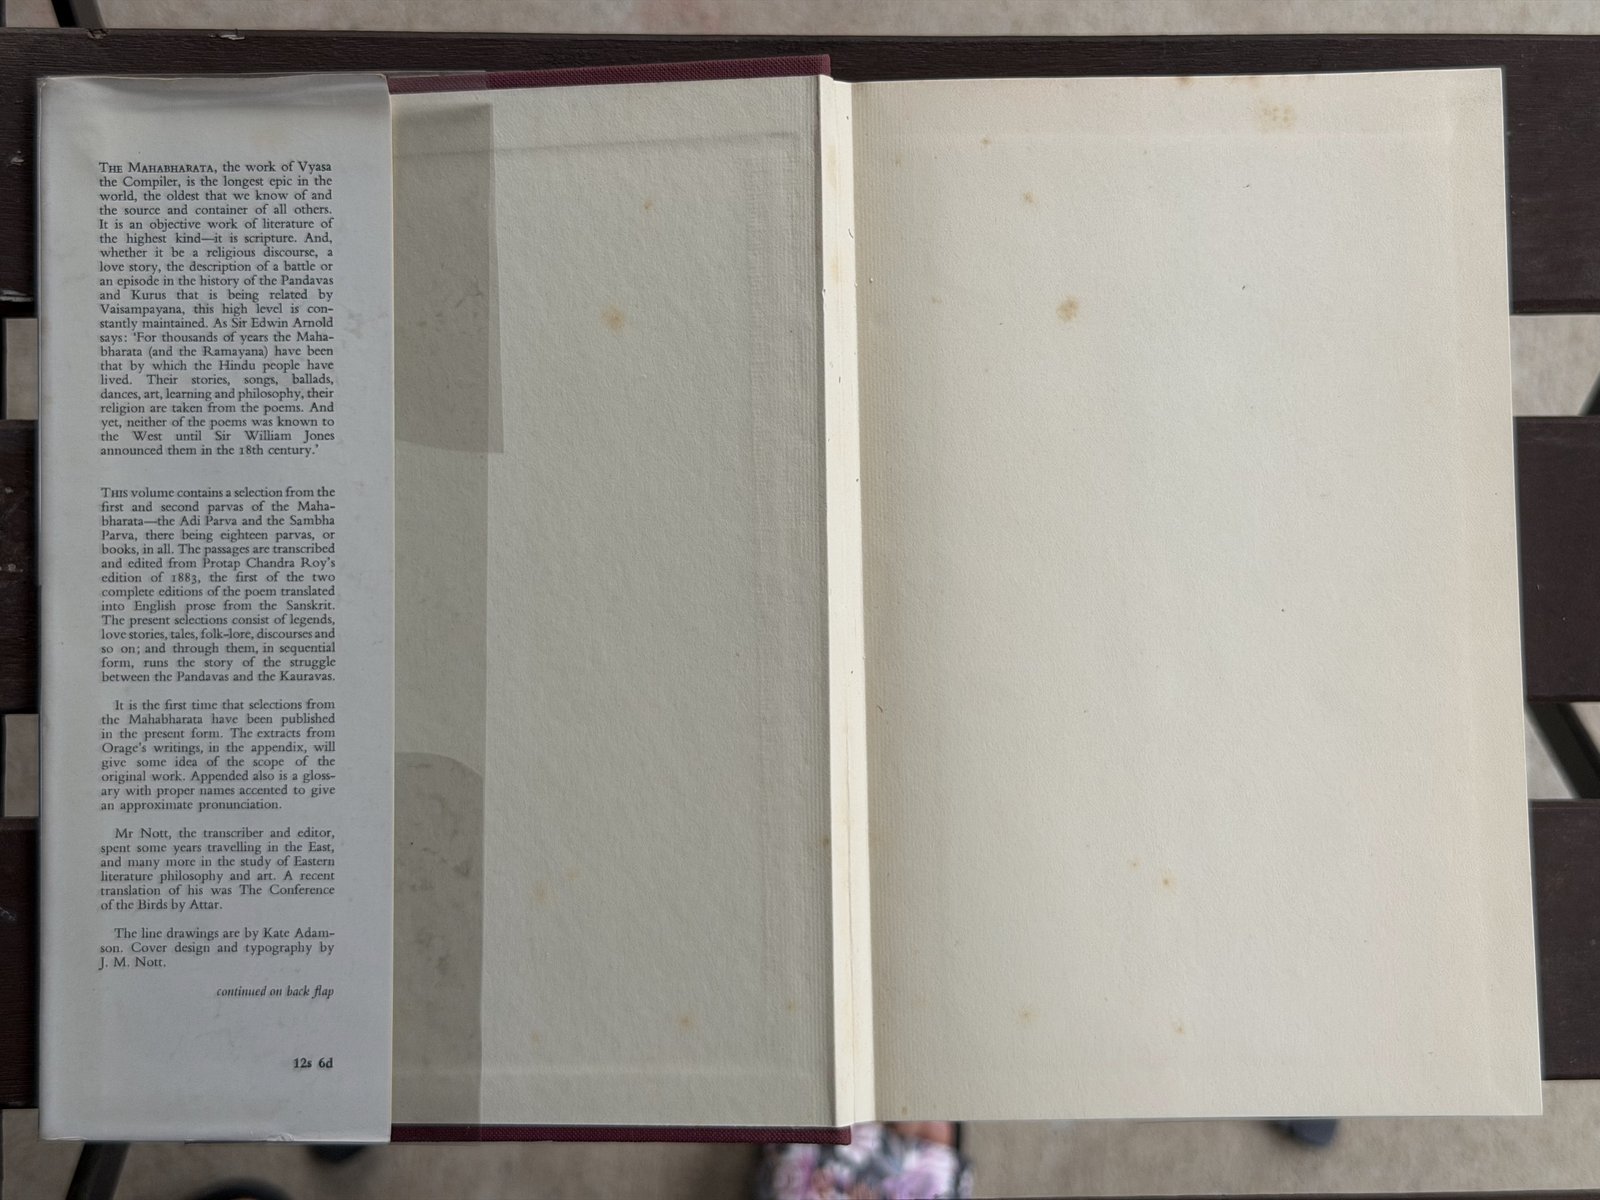 THE MAHABHARATA, the work of Vyasa
the Compiler, is the longest epic in the
world, the oldest that we know of and
the source and container of all others.
It is an objective work of literature of
the highest kind—it is scripture. And,
whether it be a religious discourse, a
love story, the description of a battle or
an episode in the history of the Pandavas
and Kurus that is being related by
Vaisampayana, this high level is con-
stantly maintained. As Sir Edwin Arnold
says: 'For thousands of years the Maha-
bharata (and the Ramayana) have been
that by which the Hindu people have
lived. Their stories, songs, ballads,
dances, art, learning and philosophy, their
religion are taken from the poems. And
yet, neither of the poems was known to
the West until Sir William Jones
announced them in the 18th century.'
THIS volume contains a selection from the
first and second parvas of the Maha-
bharata—the Adi Parva and the Sambha
Parva, there being eighteen parvas, or
books, in all. The passages are transcribed
and edited from Protap Chandra Roy's
edition of 1883, the first of the two
complete editions of the poem translated
into English prose from the Sanskrit.
The present selections consist of legends,
love stories, tales, folk-lore, discourses and
so on; and through them, in sequential
form, runs the story of the struggle
between the Pandavas and the Kauravas.
It is the first time that selections from
the Mahabharata have been published
in the present form. The extracts from
Orage's writings, in the appendix, will
give some idea of the scope of the
original work. Appended also is a gloss-
ary with proper names accented to give
an approximate pronunciation.
Mr Nott, the transcriber and editor,
spent some years travelling in the East,
and many more in the study of Eastern
literature philosophy and art. A recent
translation of his was The Conference
of the Birds by Attar.
The line drawings are by Kate Adam-
son. Cover design and typography by
J. M. Nott.
continued on back flap
12s 6d